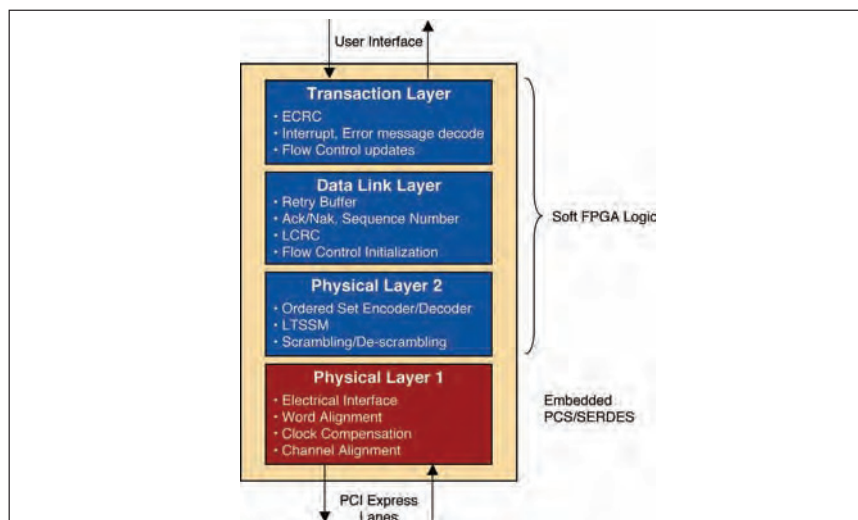 User Interface
Transaction Layer
• ECRC
• Interrupt, Error message decode
• Flow Control updates
Data Link Layer
• Retry Buffer
• Ack/Nak, Sequence Number
• LCRC
• Flow Control Initialization
Soft FPGA Logic
Physical Layer 2
• Ordered Set Encoder/Decoder
• LTSSM
• Scrambling/De-scrambling
Physical Layer 1
• Electrical Interface
• Word Alignment
• Clock Compensation
• Channel Alignment
Embedded
PCS/SERDES
PCI Express
Lanes